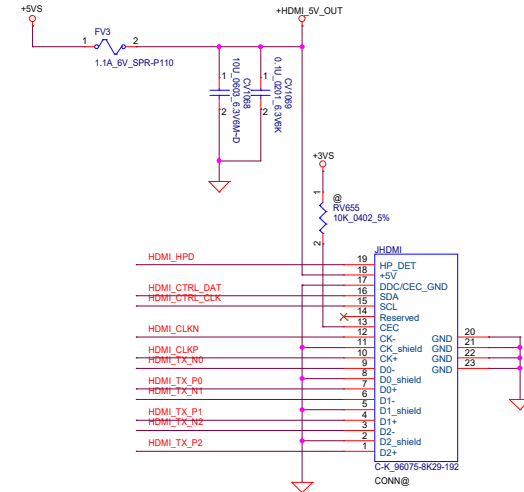 +5VS
+HDMI_5V_OUT
FV3
1 2
1.1A_6V_SPR-P110
1
2
CV1068
10U_0603_6.3V6M~D
1
2
CV1069
0.1U_0201_6.3V6K
+3VS
1
@
RV655
10K_0402_5%
2
JHDMI
HDMI_HPD 19 HP_DET
18 +5V
17 DDC/CEC_GND
HDMI_CTRL_DAT 16 SDA
HDMI_CTRL_CLK 15 SCL
14 Reserved
13 CEC
HDMI_CLKN 12 CK- GND 20
11 CK_shield GND 21
HDMI_CLKP 10 CK+ GND 22
HDMI_TX_N0 9 D0- GND 23
8 D0_shield
HDMI_TX_P0 7 D0+
HDMI_TX_N1 6 D1-
5 D1_shield
HDMI_TX_P1 4 D1+
HDMI_TX_N2 3 D2-
2 D2_shield
HDMI_TX_P2 1 D2+
C-K_96075-8K29-192
CONN@